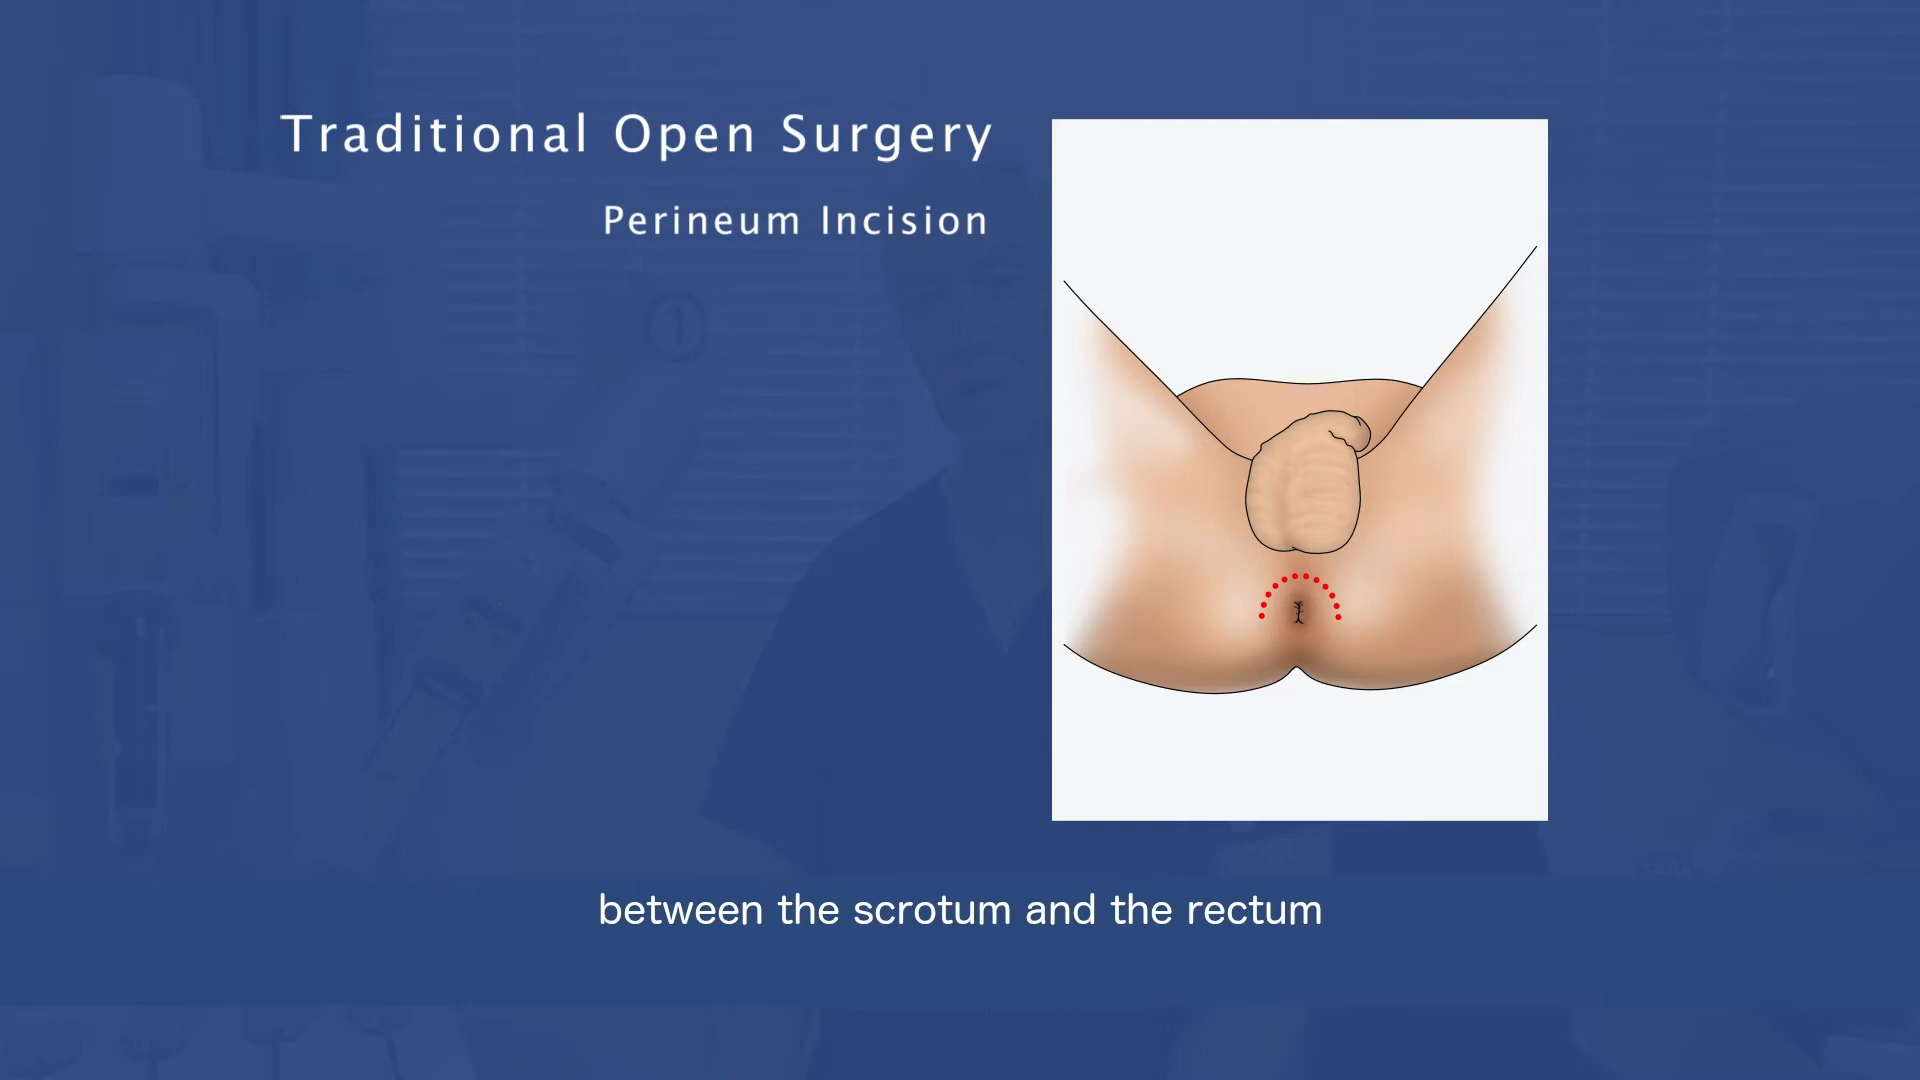 Traditional Open Surgery
Perineum Incision
between the scrotum and the rectum